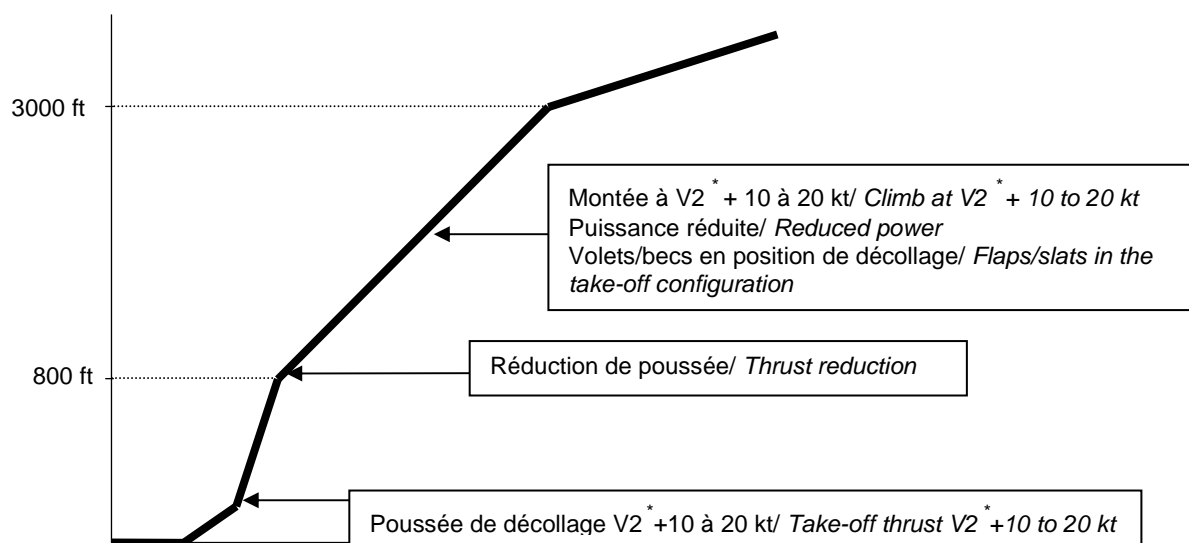 3000 ft
Montée à V2 * + 10 à 20 kt/ Climb at V2 * + 10 to 20 kt
Puissance réduite/ Reduced power
Volets/becs en position de décollage/ Flaps/slats in the
take-off configuration
Réduction de poussée/ Thrust reduction
800 ft
Poussée de décollage V2 *+10 à 20 kt/ Take-off thrust V2 *+10 to 20 kt